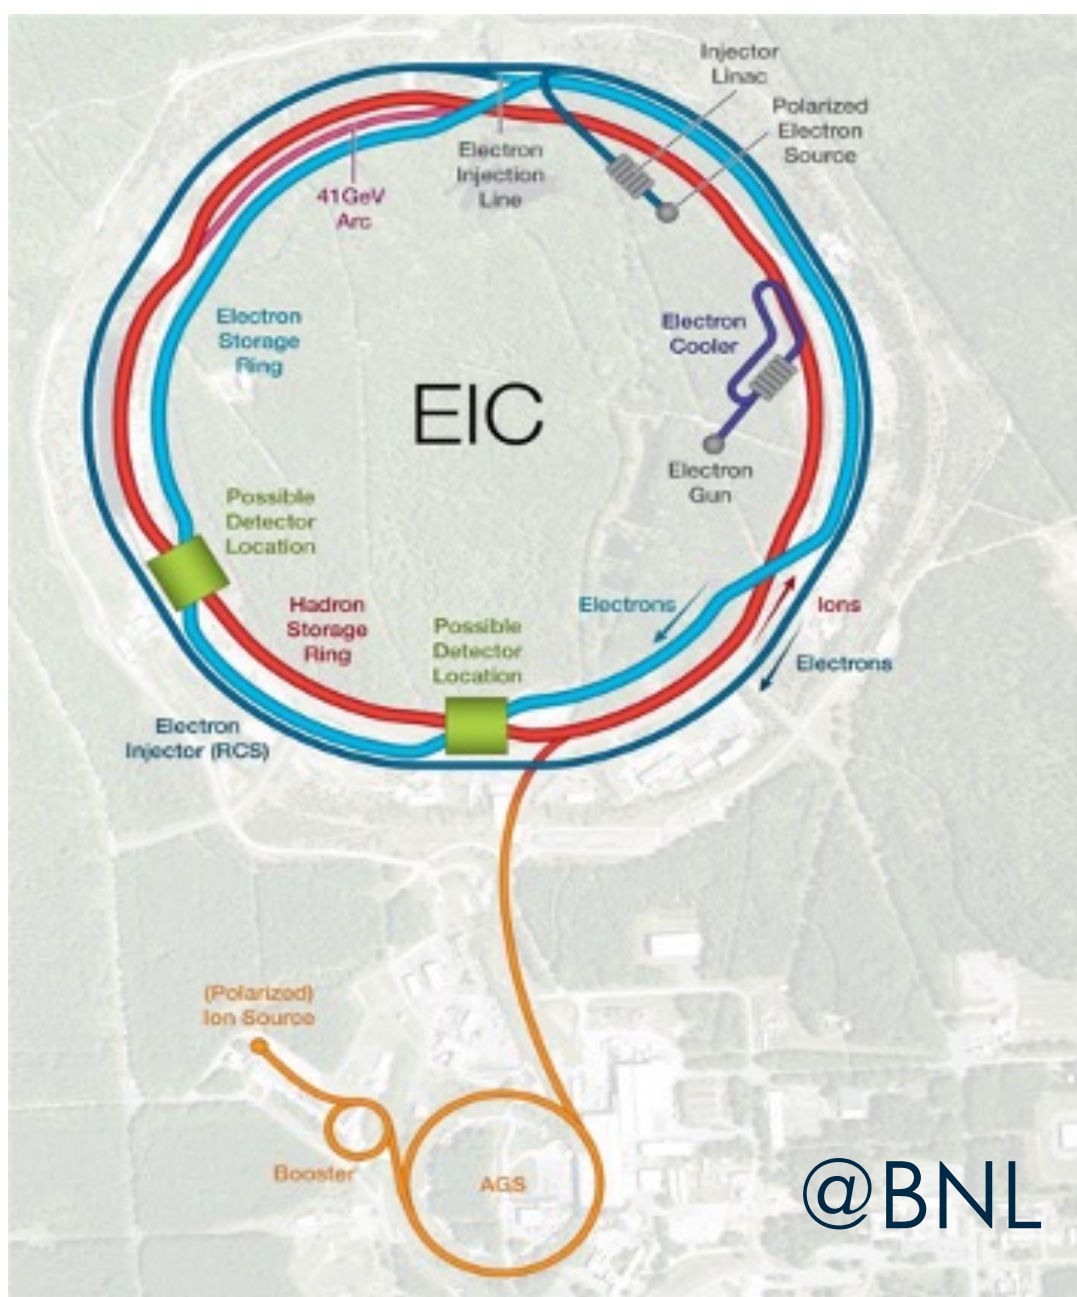 Injector
Linac
Polarized
Electron
Source
Electron
Injection
Line
41GeV
Arc
Electron
Storage
Ring
Electron
Cooler
EIC
Electron
Gun
Possible
Detector
Location
Hadron
Storage
Ring
Possible
Detector
Location
Electrons
Ions
Electrons
Electron
Injector (RCS)
(Polarized)
Ion Source
Booster
AGS
@BNL